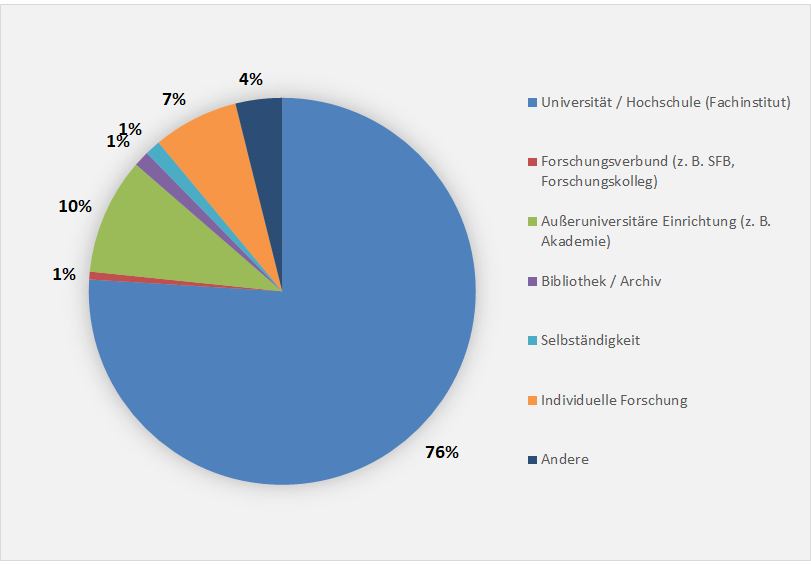 4%
7%
1%
1%
10%
1%
76%
Universität / Hochschule (Fachinstitut)
Forschungsverbund (z. B. SFB,
Forschungskolleg)
Außeruniversitäre Einrichtung (z. B.
Akademie)
Bibliothek / Archiv
Selbständigkeit
Individuelle Forschung
Andere